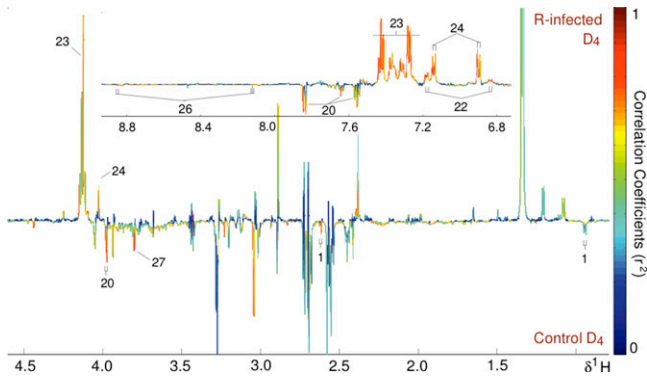 R-infected
D4
1
23
23
24
26
20
22
8.8 8.4 8.0 7.6 7.2 6.8
24
20
27
1
1
Correlation Coefficients (r²)
Control D4
0
4.5 4.0 3.5 3.0 2.5 2.0 δ¹H